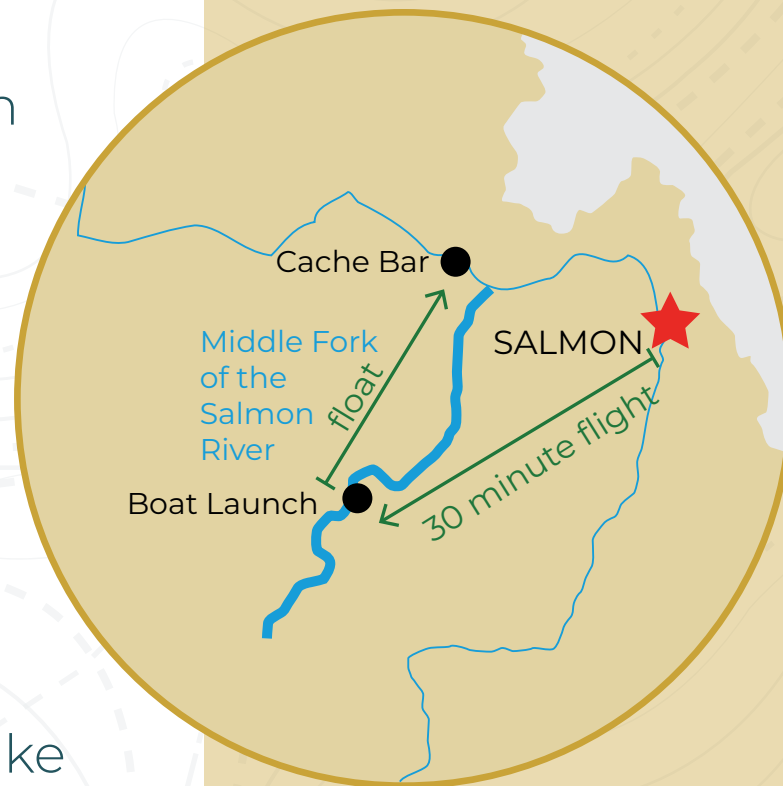 n
Cache Bar
Middle Fork
of the
Salmon
River
float
SALMON
30 minute flight
Boat Launch
ke